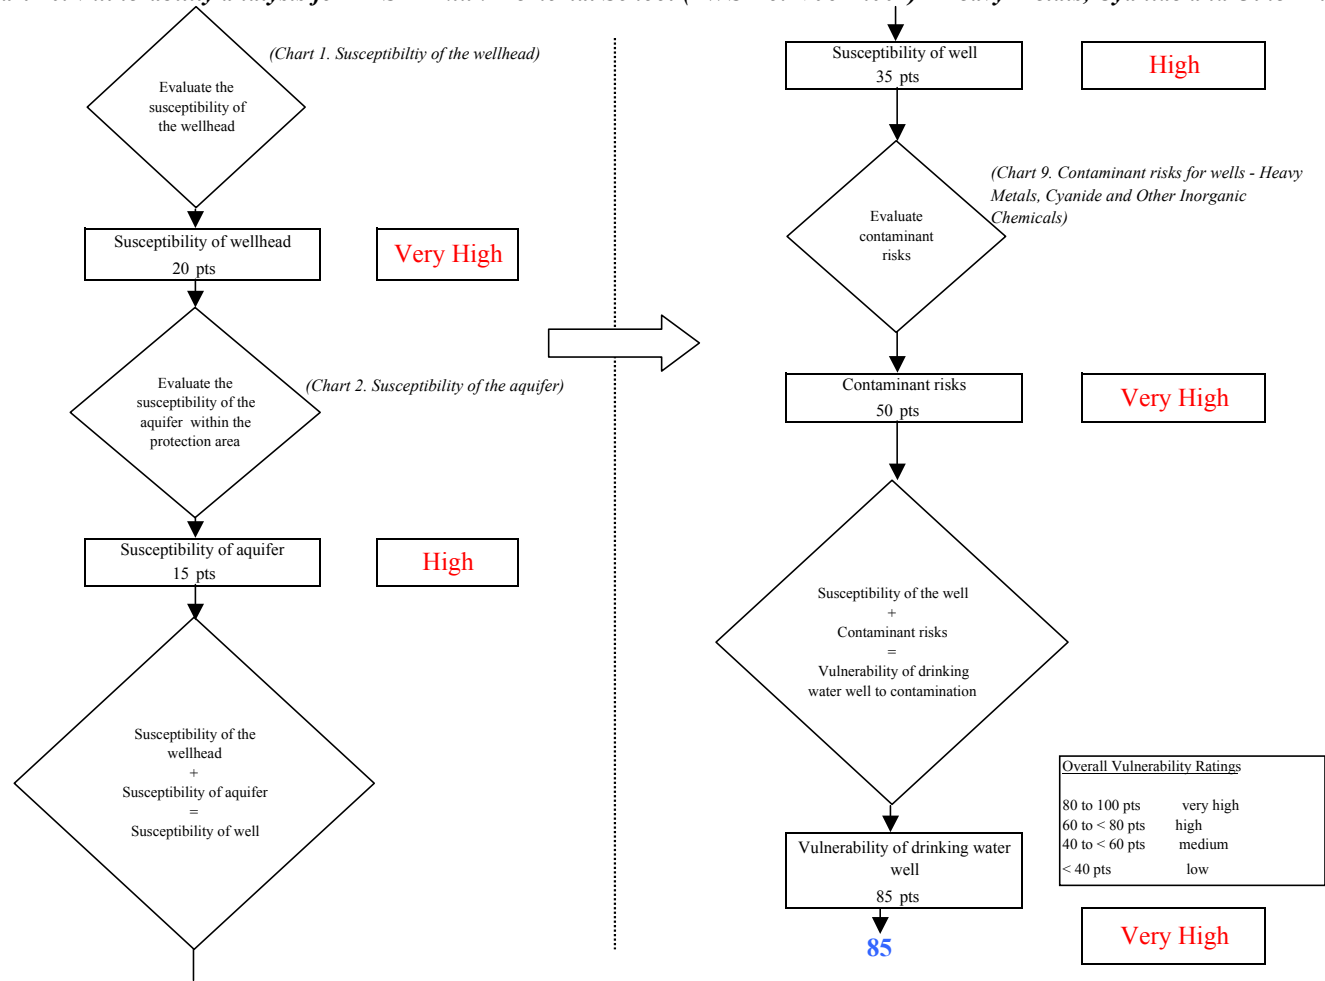 (Chart 1. Susceptibiltiy of the wellhead)
Evaluate the
susceptibility of
the wellhead
Susceptibility of wellhead
20 pts
Very High
Evaluate the
susceptibility of the
aquifer within the
protection area
(Chart 2. Susceptibility of the aquifer)
Susceptibility of aquifer
15 pts
High
Susceptibility of the
wellhead
+
Susceptibility of aquifer
=
Susceptibility of well
Susceptibility of well
35 pts
High
Evaluate
contaminant
risks
(Chart 9. Contaminant risks for wells - Heavy
Metals, Cyanide and Other Inorganic
Chemicals)
Contaminant risks
50 pts
Very High
Susceptibility of the well
+
Contaminant risks
=
Vulnerability of drinking
water well to contamination
Overall Vulnerability Ratings
80 to 100 pts very high
60 to < 80 pts high
40 to < 60 pts medium
< 40 pts low
Vulnerability of drinking water
well
85 pts
Very High
85